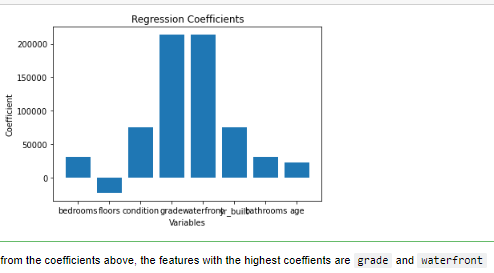 Regression Coefficients
200000
150000
100000
50000
0
Coefficient
bedrooms floors condition grade waterfront yr_built bathrooms age
Variables
from the coefficients above, the features with the highest coeffients are grade and waterfront